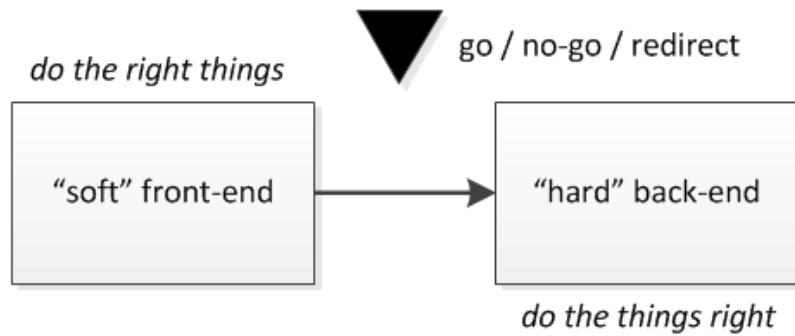 go / no-go / redirect
do the right things
“soft” front-end
“hard” back-end
do the things right